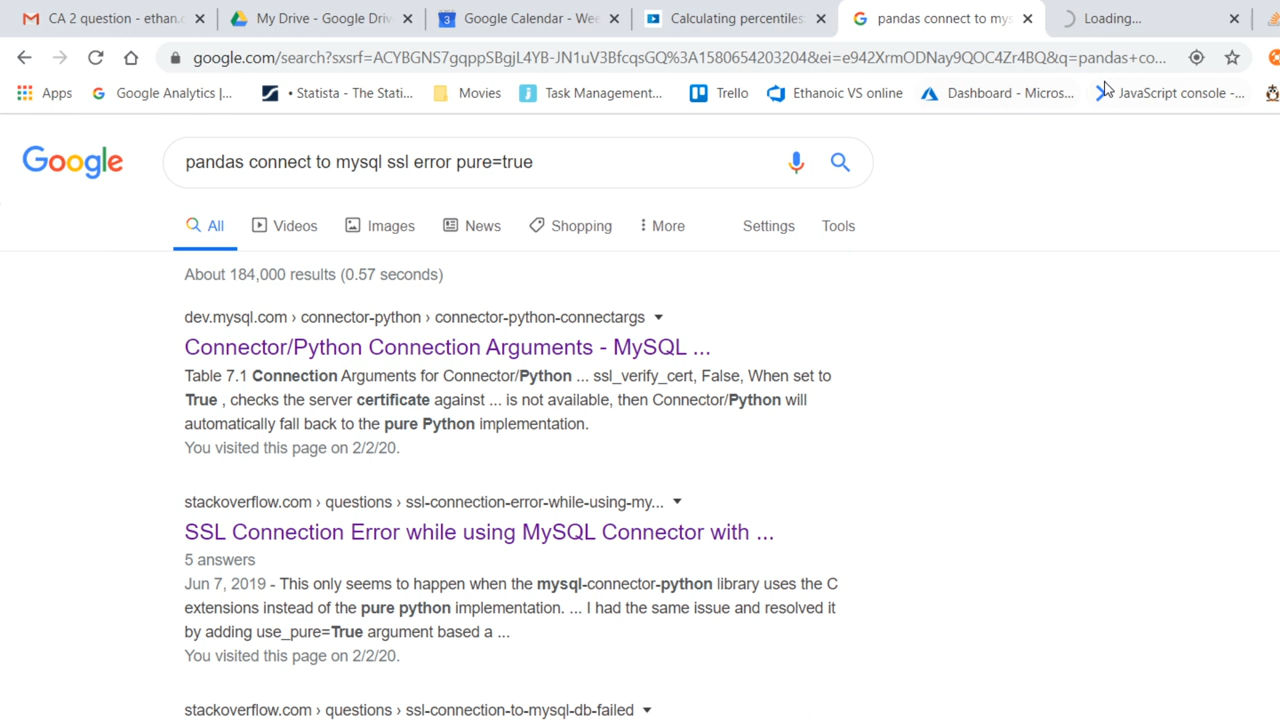 CA 2 question - ethan.c
My Drive - Google Driv
3
Google Calendar - Wee
Calculating percentiles
pandas connect to mys
Loading...
google.com/search?sxsrf=ACYBGNS7gqppSBgjL4YB-JN1uV3BfcqsGQ%3A1580654203204&ei=e942XrmODNay9QOC4Zr4BQ&q=pandas+co...
Apps
Google Analytics |...
• Statista - The Stati...
Movies
Task Management...
Trello
Ethanoic VS online
Dashboard - Micros...
JavaScript console -...
Google
pandas connect to mysql ssl error pure=true
All
Videos
Images
News
Shopping
More
Settings
Tools
About 184,000 results (0.57 seconds)
dev.mysql.com › connector-python › connector-python-connectargs
Connector/Python Connection Arguments - MySQL ...
Table 7.1 Connection Arguments for Connector/Python ... ssl_verify_cert, False, When set to
True , checks the server certificate against ... is not available, then Connector/Python will
automatically fall back to the pure Python implementation.
You visited this page on 2/2/20.
stackoverflow.com › questions › ssl-connection-error-while-using-my...
SSL Connection Error while using MySQL Connector with ...
5 answers
Jun 7, 2019 - This only seems to happen when the mysql-connector-python library uses the C
extensions instead of the pure python implementation. ... I had the same issue and resolved it
by adding use_pure=True argument based a ...
You visited this page on 2/2/20.
stackoverflow.com › questions › ssl-connection-to-mysql-db-failed